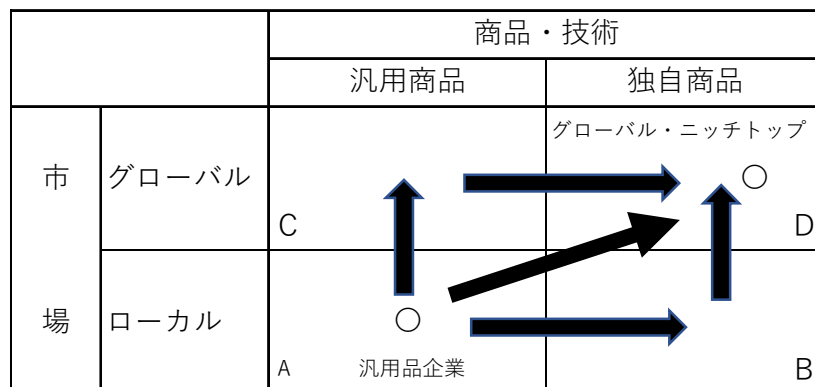 商品・技術
汎用商品 独自商品
グローバル・ニッチトップ
市 グローバル ○
C D
場 ローカル ○
A 汎用品企業 B